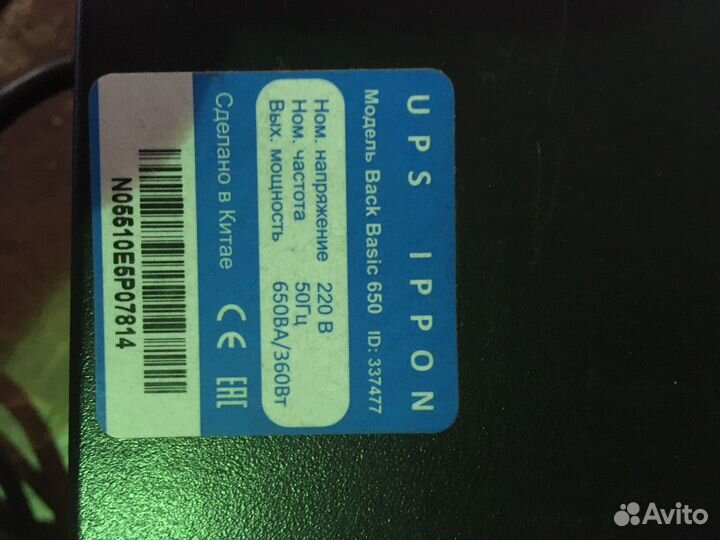 UPS IPPON
Модель Back Basic 650 ID: 337477
Ном. напряжение 220 В
Ном. частота 50Гц
Вых. мощность 650ВА/360Вт
Сделано в Китае CE EAC
N05510E5P07814
Avito